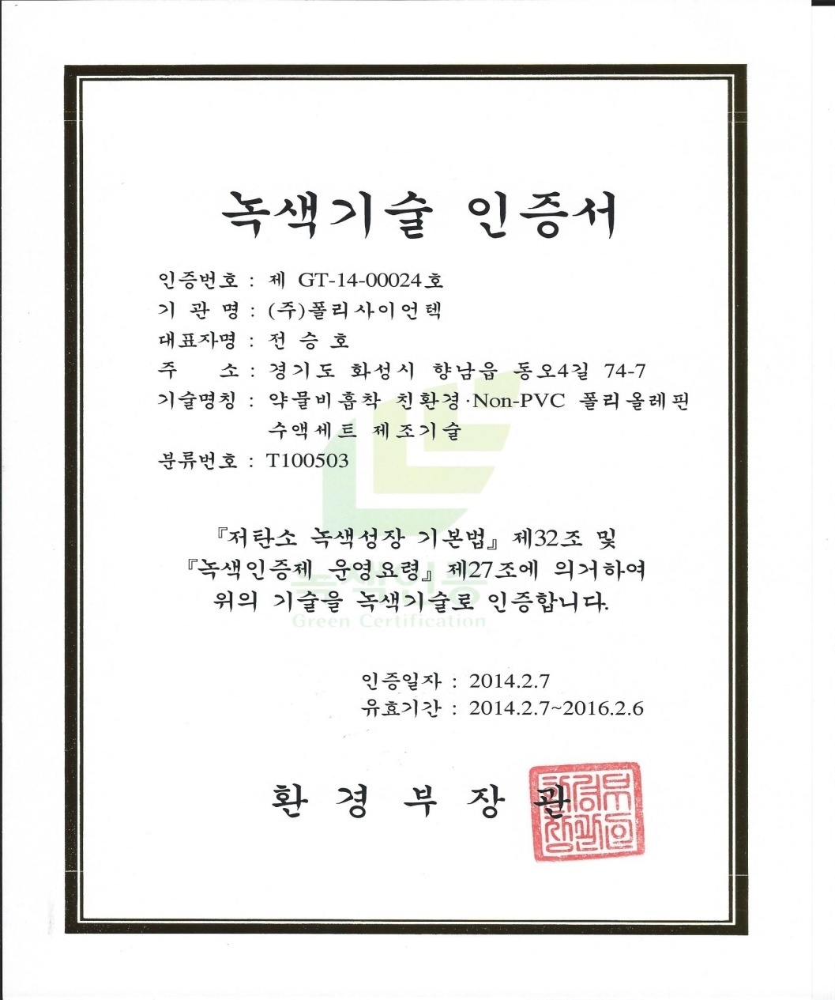 녹색기술 인증서
인증번호 : 제 GT-14-00024호
기 관 명 : (주)폴리사이언텍
대표자명 : 전 승 호
주 소 : 경기도 화성시 향남읍 동오4길 74-7
기술명칭 : 약물비흡착 친환경·Non-PVC 폴리올레핀
수액세트 제조기술
분류번호 : T100503
『저탄소 녹색성장 기본법』 제32조 및
『녹색인증제 운영요령』 제27조에 의거하여
위의 기술을 녹색기술로 인증합니다.
녹색인증
Green Certification
인증일자 : 2014.2.7
유효기간 : 2014.2.7~2016.2.6
환 경 부 장 관